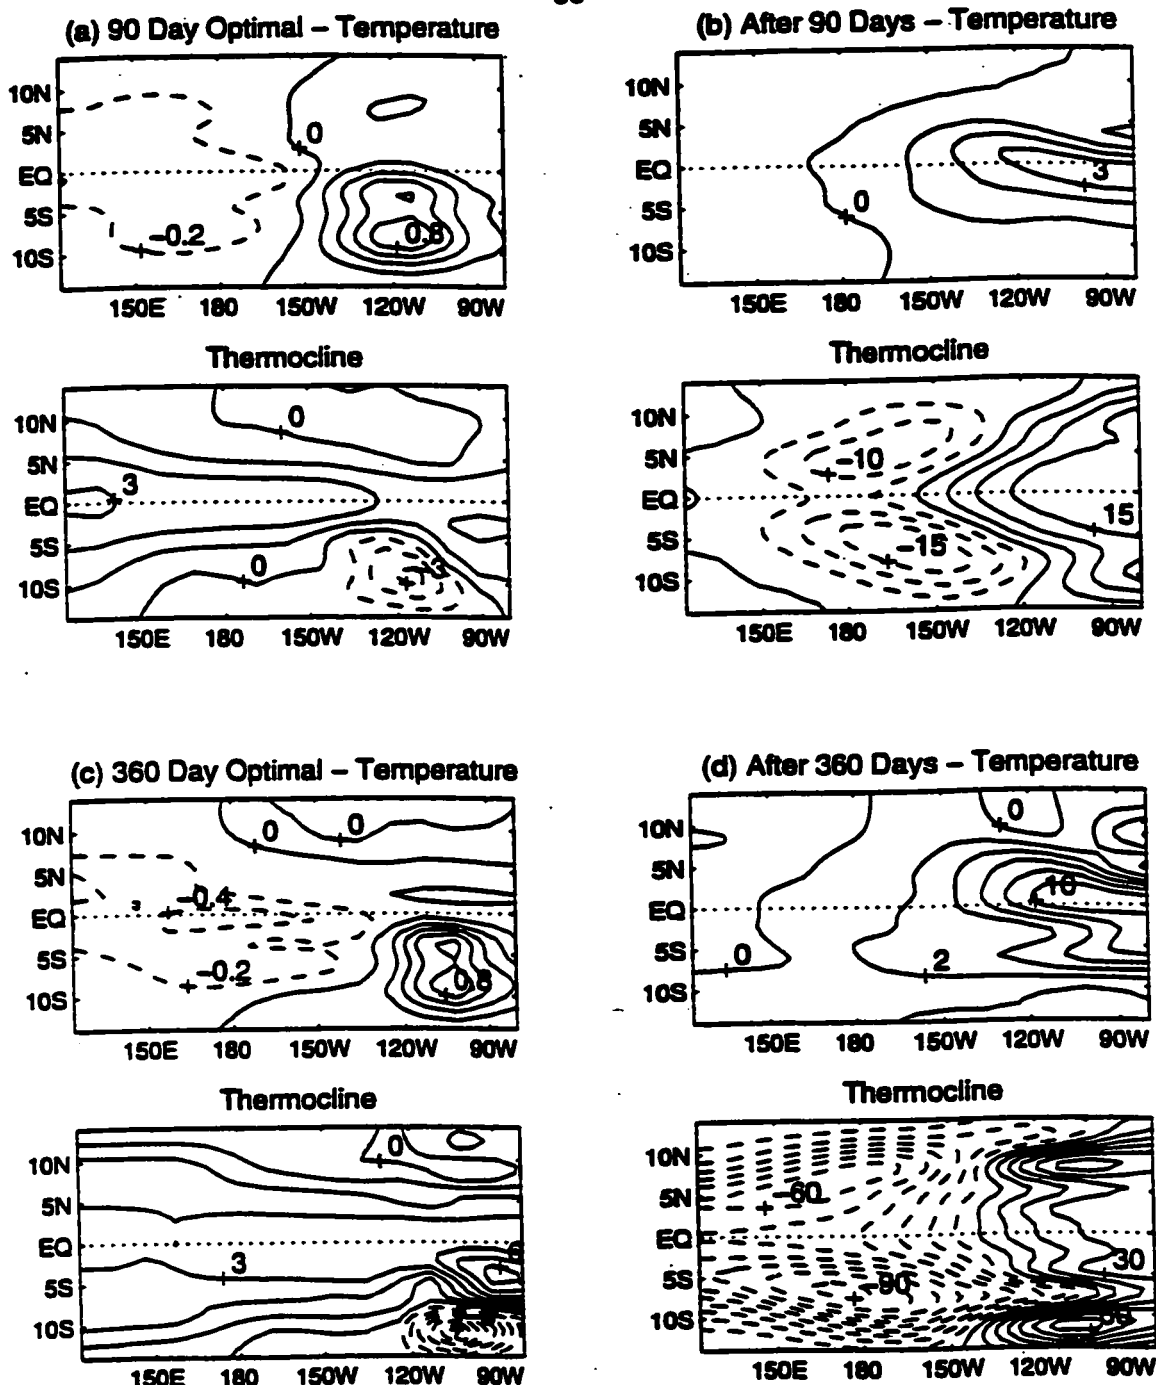 (a) 90 Day Optimal – Temperature
10N
5N
EQ
5S
10S
0
-0.2
0.8
150E 180 150W 120W 90W
Thermocline
10N
5N
EQ
5S
10S
0
3
0
150E 180 150W 120W 90W
(b) After 90 Days – Temperature
10N
5N
EQ
5S
10S
3
0
150E 180 150W 120W 90W
Thermocline
10N
5N
EQ
5S
10S
-10
-15
15
150E 180 150W 120W 90W
(c) 360 Day Optimal – Temperature
10N
5N
EQ
5S
10S
0
0
-0.4
-0.2
0.8
150E 180 150W 120W 90W
Thermocline
10N
5N
EQ
5S
10S
0
3
6
150E 180 150W 120W 90W
(d) After 360 Days – Temperature
10N
5N
EQ
5S
10S
0
10
0
2
150E 180 150W 120W 90W
Thermocline
10N
5N
EQ
5S
10S
-60
30
-90
150E 180 150W 120W 90W